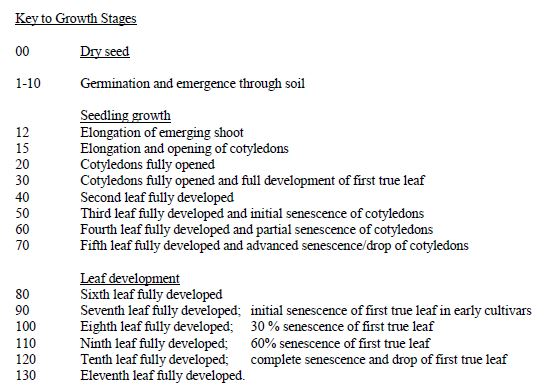 Key to Growth Stages
00 Dry seed
1-10 Germination and emergence through soil
Seedling growth
12 Elongation of emerging shoot
15 Elongation and opening of cotyledons
20 Cotyledons fully opened
30 Cotyledons fully opened and full development of first true leaf
40 Second leaf fully developed
50 Third leaf fully developed and initial senescence of cotyledons
60 Fourth leaf fully developed and partial senescence of cotyledons
70 Fifth leaf fully developed and advanced senescence/drop of cotyledons
Leaf development
80 Sixth leaf fully developed
90 Seventh leaf fully developed; initial senescence of first true leaf in early cultivars
100 Eighth leaf fully developed; 30 % senescence of first true leaf
110 Ninth leaf fully developed; 60% senescence of first true leaf
120 Tenth leaf fully developed; complete senescence and drop of first true leaf
130 Eleventh leaf fully developed.